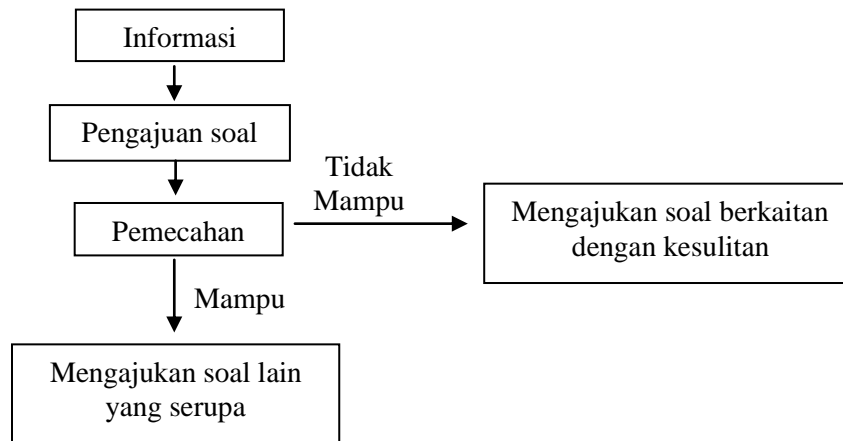 Informasi
Pengajuan soal
Tidak
Mampu
Pemecahan
Mengajukan soal berkaitan
dengan kesulitan
Mampu
Mengajukan soal lain
yang serupa